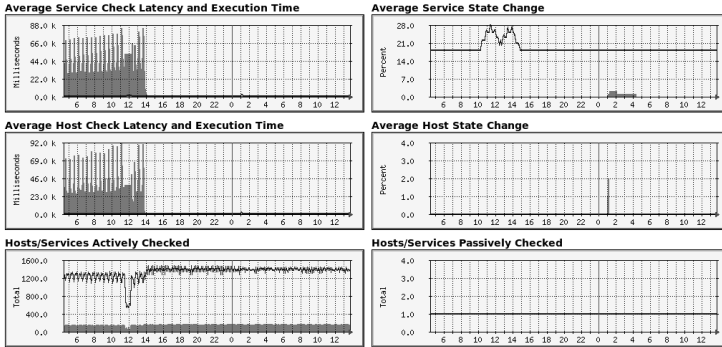 Average Service Check Latency and Execution Time
Milliseconds
88.0 k
66.0 k
44.0 k
22.0 k
0.0 k
6 8 10 12 14 16 18 20 22 0 2 4 6 8 10 12
Average Service State Change
Percent
28.0
21.0
14.0
7.0
0.0
6 8 10 12 14 16 18 20 22 0 2 4 6 8 10 12
Average Host Check Latency and Execution Time
Milliseconds
92.0 k
69.0 k
46.0 k
23.0 k
0.0 k
6 8 10 12 14 16 18 20 22 0 2 4 6 8 10 12
Average Host State Change
Percent
4.0
3.0
2.0
1.0
0.0
6 8 10 12 14 16 18 20 22 0 2 4 6 8 10 12
Hosts/Services Actively Checked
Total
1600.0
1200.0
800.0
400.0
0.0
6 8 10 12 14 16 18 20 22 0 2 4 6 8 10 12
Hosts/Services Passively Checked
Total
4.0
3.0
2.0
1.0
0.0
6 8 10 12 14 16 18 20 22 0 2 4 6 8 10 12